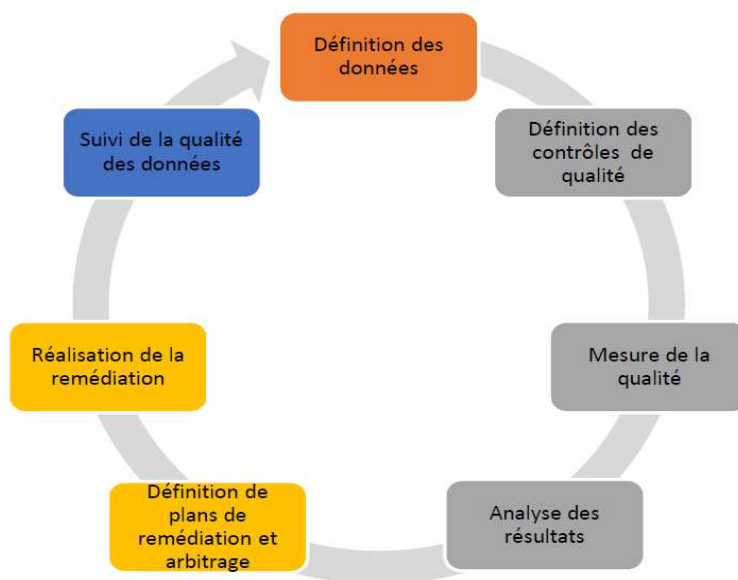 Définition des
données
Définition des
contrôles de
qualité
Mesure de la
qualité
Analyse des
résultats
Définition de
plans de
remédiation et
arbitrage
Réalisation de la
remédiation
Suivi de la qualité
des données